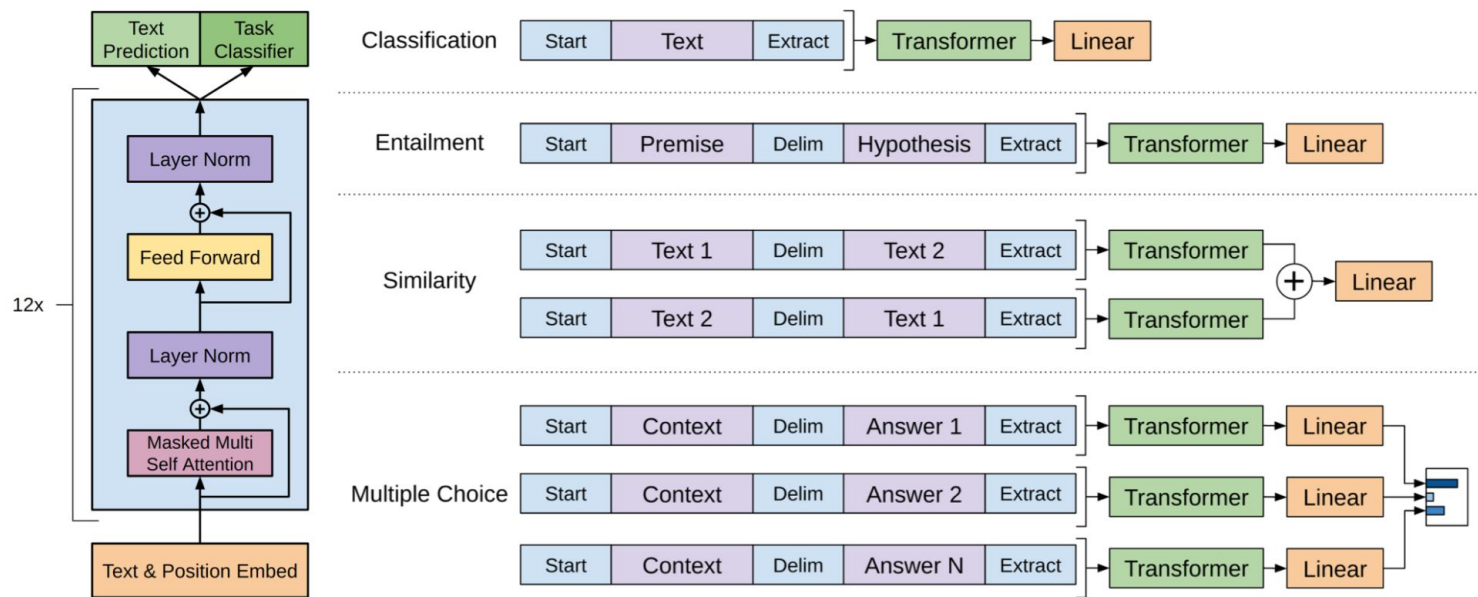 Text
Prediction
Task
Classifier
12x
Layer Norm
Feed Forward
Layer Norm
Masked Multi
Self Attention
Text & Position Embed
Classification
Start Text Extract Transformer Linear
Entailment
Start Premise Delim Hypothesis Extract Transformer Linear
Similarity
Start Text 1 Delim Text 2 Extract Transformer
Linear
Start Text 2 Delim Text 1 Extract Transformer
Multiple Choice
Start Context Delim Answer 1 Extract Transformer Linear
Start Context Delim Answer 2 Extract Transformer Linear
Start Context Delim Answer N Extract Transformer Linear